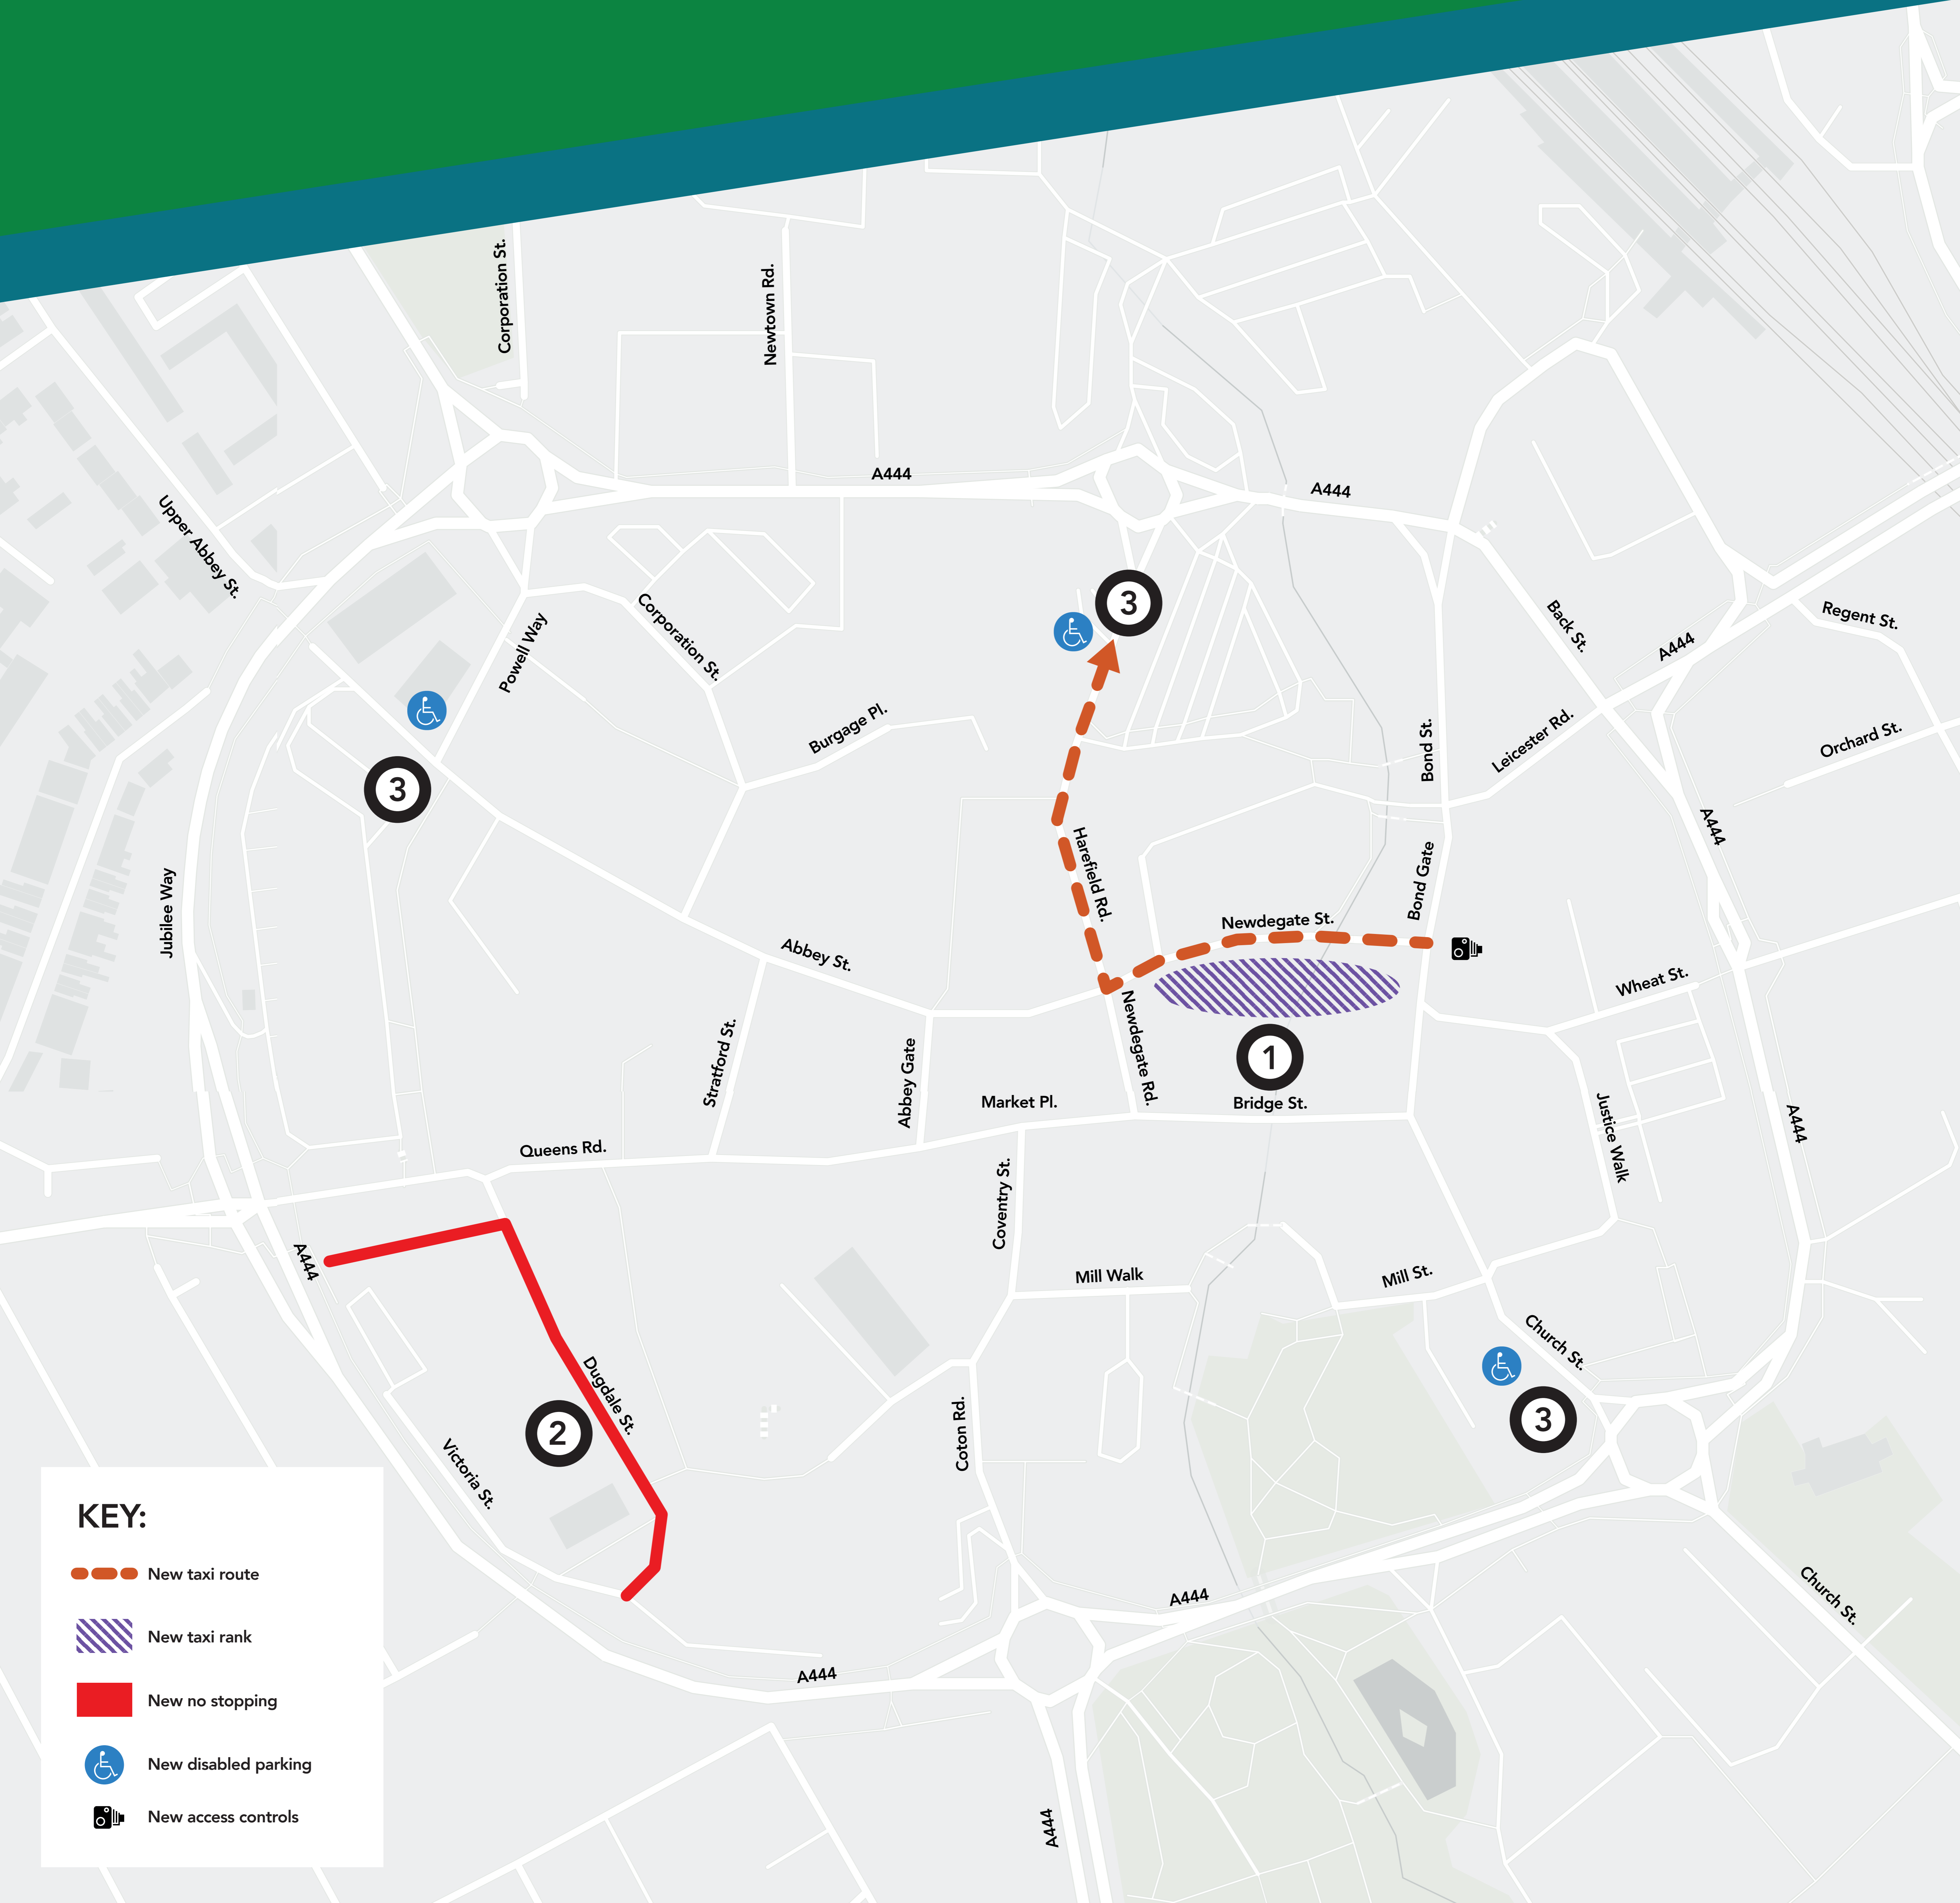 Corporation St.
Newtown Rd.
A444
A444
Upper Abbey St.
3
Corporation St.
Powell Way
Back St.
Regent St.
A444
Burgage Pl.
Bond St.
Leicester Rd.
Orchard St.
3
A444
Harefield Rd.
Jubilee Way
Bond Gate
Newdegate St.
Abbey St.
Wheat St.
Newdegate Rd.
Stratford St.
Abbey Gate
1
Market Pl.
Bridge St.
Justice Walk
A444
Queens Rd.
Coventry St.
A444
Mill Walk
Mill St.
Church St.
Dugdale St.
2
Coton Rd.
3
Victoria St.
A444
Church St.
A444
A444
KEY:
New taxi route
New taxi rank
New no stopping
New disabled parking
New access controls